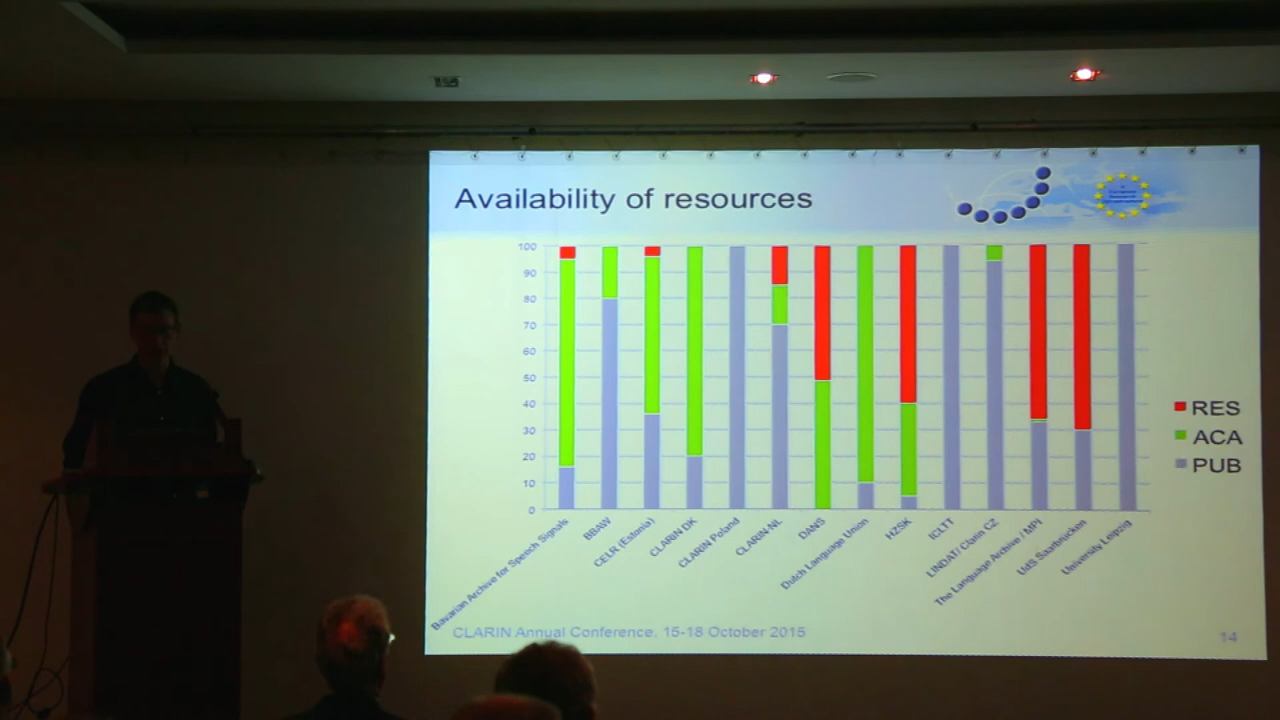 Availability of resources
100
90
80
70
60
50
40
30
20
10
0
Bavarian Archive for Speech Signals
BBAW
CELR (Estonia)
CLARIN DK
CLARIN Poland
CLARIN-NL
DANS
Dutch Language Union
HZSK
ICLTT
LINDAT/ Clarin CZ
The Language Archive / MPI
UdS Saarbrücken
University Leipzig
RES
ACA
PUB
CLARIN Annual Conference, 15-18 October 2015
14